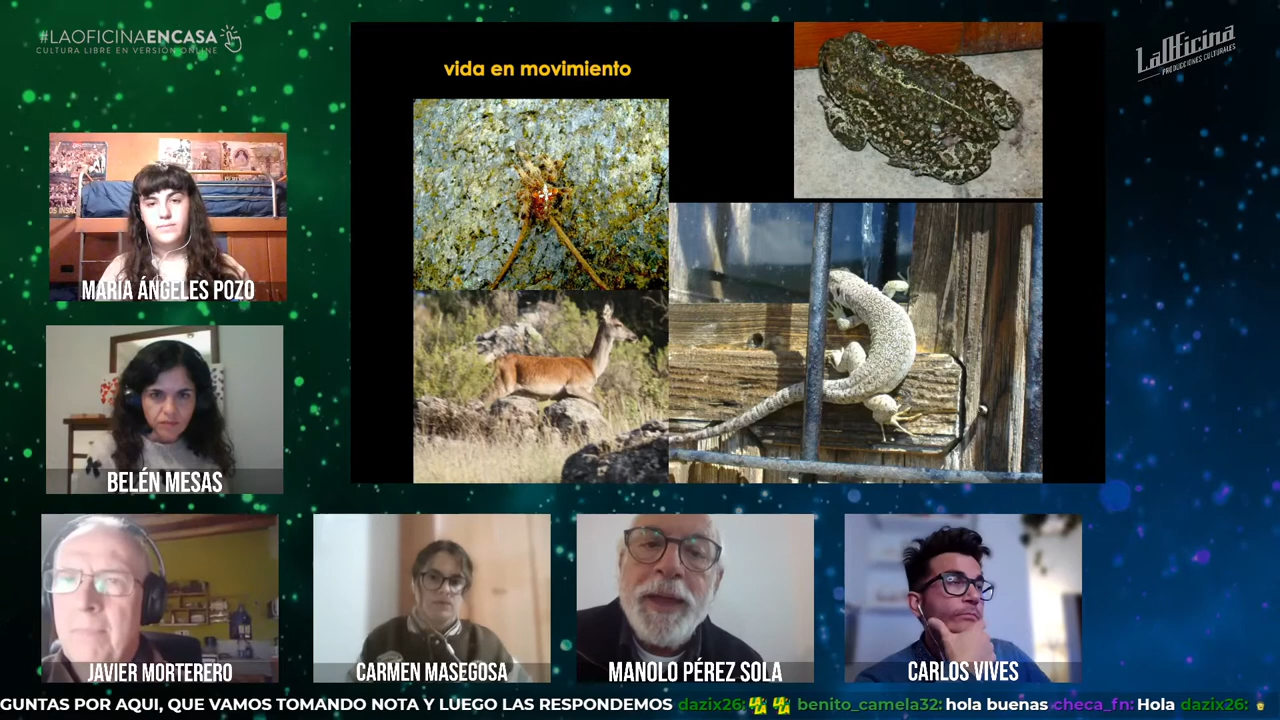 #LAOFICINAENCASA
CULTURA LIBRE EN VERSIÓN ONLINE
vida en movimiento
LaOficina
PRODUCCIONES CULTURALES
MARÍA ÁNGELES POZO
BELÉN MESAS
JAVIER MORTERERO
CARMEN MASEGOSA
MANOLO PÉREZ SOLA
CARLOS VIVES
GUNTAS POR AQUI, QUE VAMOS TOMANDO NOTA Y LUEGO LAS RESPONDEMOS dazix26: benito_camela32: hola buenas checa_fn: Hola dazix26: